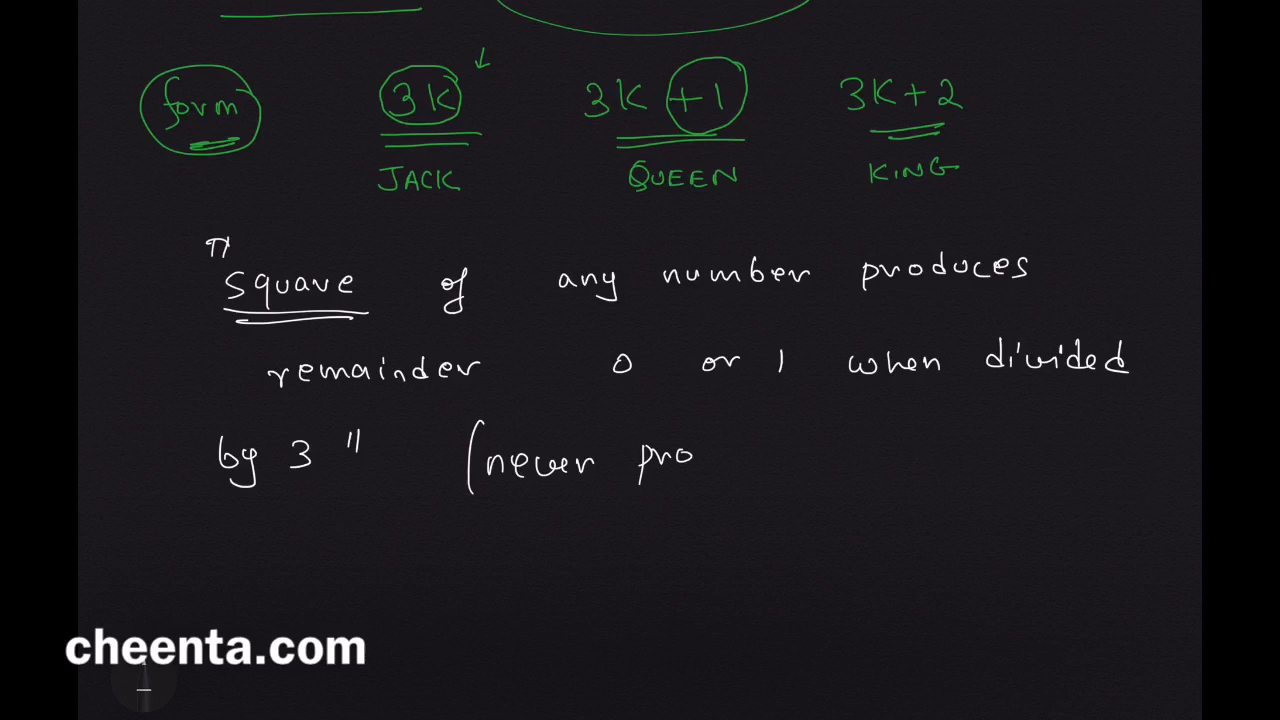 form 3K 3K +1 3K+2
JACK QUEEN KING
"square of any number produces
remainder 0 or 1 when divided
by 3 " (never pro
cheenta.com